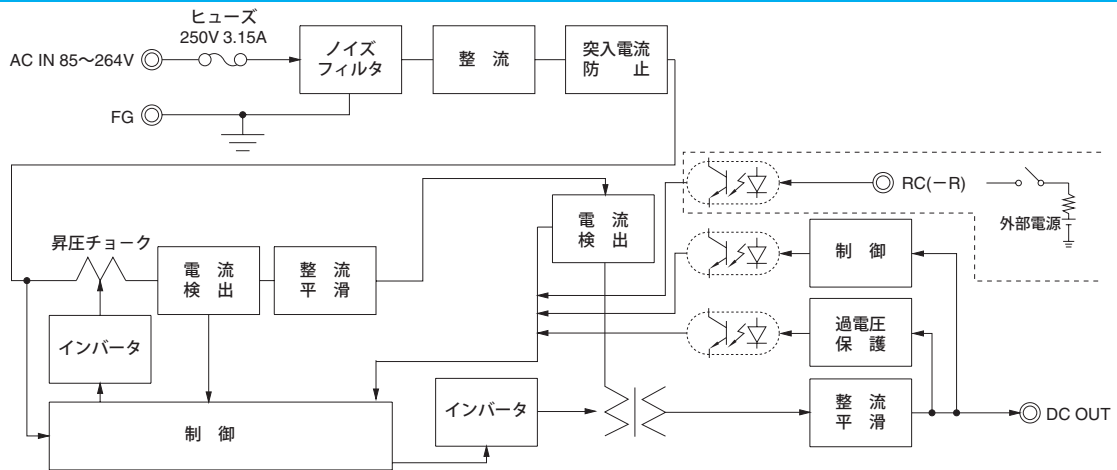 ヒューズ
250V 3.15A
AC IN 85～264V
ノイズ
フィルタ
整 流
突入電流
防 止
FG
RC(－R)
外部電源
電 流
検 出
昇圧チョーク
電 流
検 出
整 流
平 滑
制 御
インバータ
過電圧
保 護
制 御
インバータ
整 流
平 滑
DC OUT